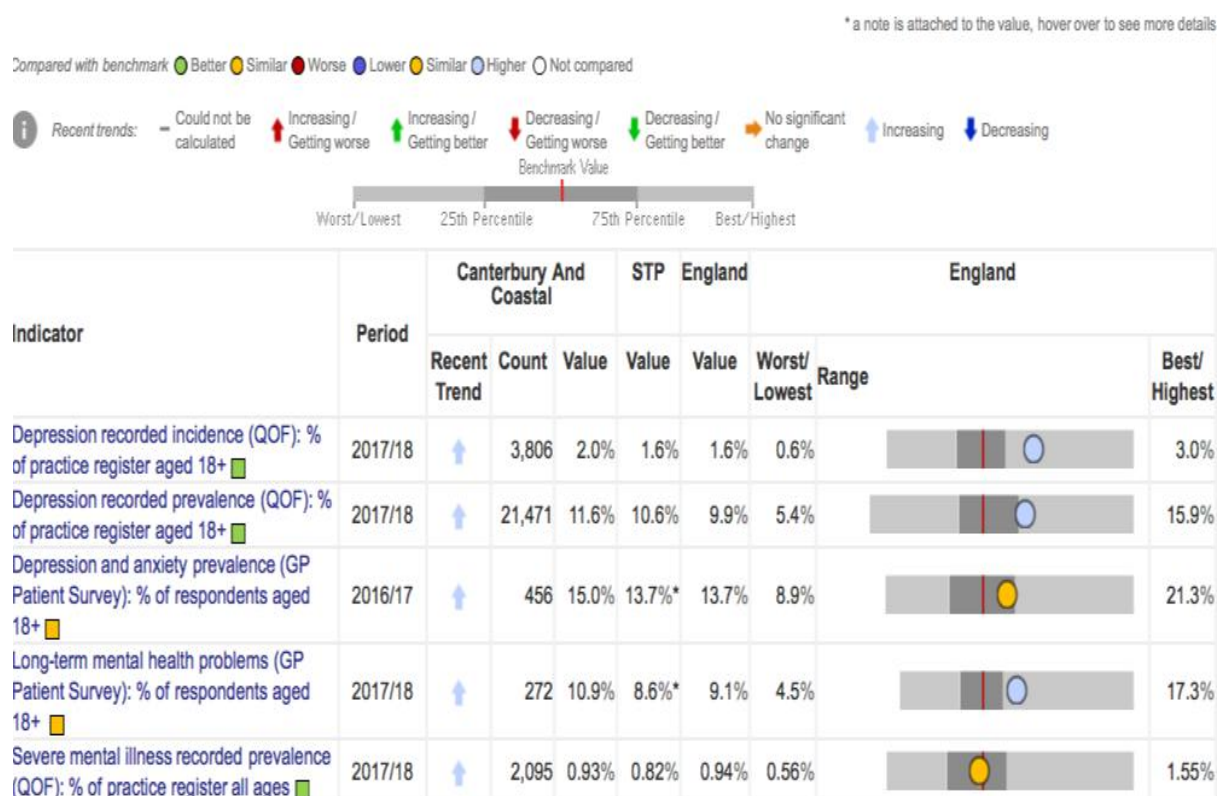 * a note is attached to the value, hover over to see more details
Compared with benchmark Better Similar Worse Lower Similar Higher Not compared
Recent trends: Could not be calculated Increasing / Getting worse Increasing / Getting better Decreasing / Getting worse Decreasing / Getting better No significant change Increasing Decreasing
Benchmark Value
Worst/Lowest 25th Percentile 75th Percentile Best/Highest
Indicator Period Canterbury And Coastal STP England England
Recent Trend Count Value Value Value Worst/ Lowest Range Best/ Highest
Depression recorded incidence (QOF): %
of practice register aged 18+ 2017/18 3,806 2.0% 1.6% 1.6% 0.6% 3.0%
Depression recorded prevalence (QOF): %
of practice register aged 18+ 2017/18 21,471 11.6% 10.6% 9.9% 5.4% 15.9%
Depression and anxiety prevalence (GP
Patient Survey): % of respondents aged
18+ 2016/17 456 15.0% 13.7%* 13.7% 8.9% 21.3%
Long-term mental health problems (GP
Patient Survey): % of respondents aged
18+ 2017/18 272 10.9% 8.6%* 9.1% 4.5% 17.3%
Severe mental illness recorded prevalence
(QOF): % of practice register all ages 2017/18 2,095 0.93% 0.82% 0.94% 0.56% 1.55%